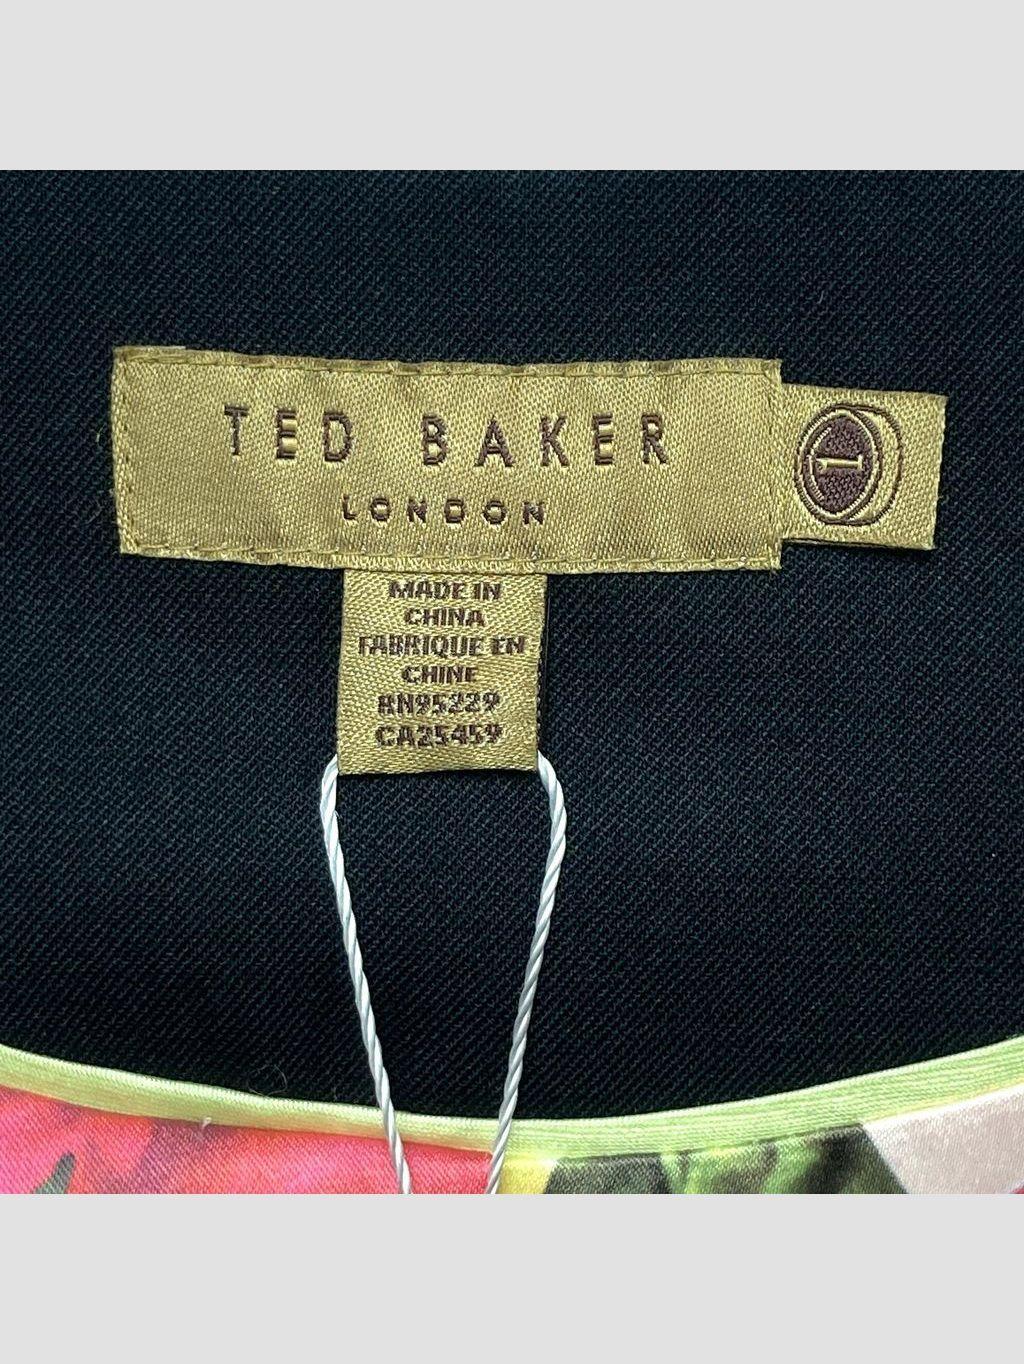 TED BAKER
LONDON
1
MADE IN
CHINA
FABRIQUE EN
CHINE
RN95229
CA25459